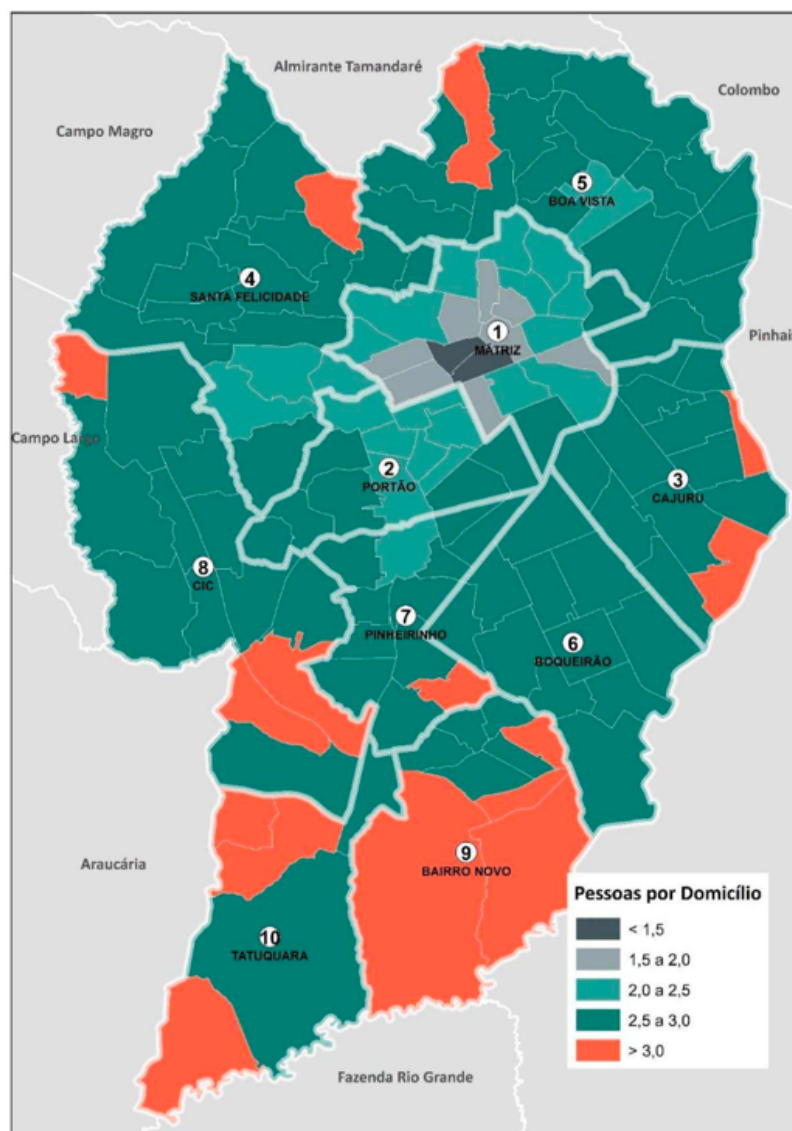 Almirante Tamandaré
Colombo
Campo Magro
5
BOA VISTA
4
SANTA FELICIDADE
1
MATRIZ
Pinhais
Campo Largo
2
PORTÃO
3
CAJURU
8
CIC
7
PINHEIRINHO
6
BOQUEIRÃO
Araucária
9
BAIRRO NOVO
10
TATUQUARA
Fazenda Rio Grande
Pessoas por Domicílio
< 1,5
1,5 a 2,0
2,0 a 2,5
2,5 a 3,0
> 3,0